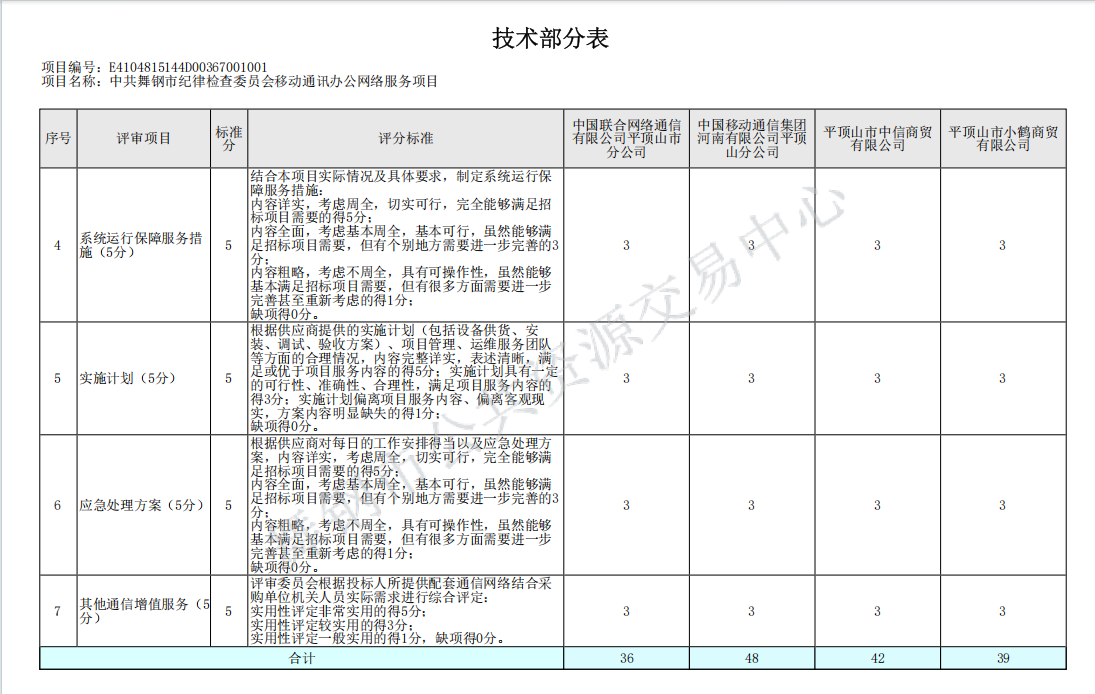 技术部分表
项目编号：E4104815144D00367001001
项目名称：中共舞钢市纪律检查委员会移动通讯办公网络服务项目
序号
评审项目
标准
分
评分标准
中国联合网络通信
有限公司平顶山市
分公司
中国移动通信集团
河南有限公司平顶
山分公司
平顶山市中信商贸
有限公司
平顶山市小鹤商贸
有限公司
4
系统运行保障服务措
施（5分）
5
结合本项目实际情况及具体要求，制定系统运行保
障服务措施：
内容详实，考虑周全，切实可行，完全能够满足招
标项目需要的得5分；
内容全面，考虑基本周全，基本可行，虽然能够满
足招标项目需要，但有个别地方需要进一步完善的3
分；
内容粗略，考虑不周全，具有可操作性，虽然能够
基本满足招标项目需要，但有很多方面需要进一步
完善甚至重新考虑的得1分；
缺项得0分。
3
3
3
3
5
实施计划（5分）
5
根据供应商提供的实施计划（包括设备供货、安
装、调试、验收方案）、项目管理、运维服务团队
等方面的合理情况，内容完整详实，表述清晰，满
足或优于项目服务内容的得5分；实施计划具有一定
的可行性、准确性、合理性，满足项目服务内容的
得3分；实施计划偏离项目服务内容、偏离客观现
实，方案内容明显缺失的得1分；
缺项得0分。
3
3
3
3
6
应急处理方案（5分）
5
根据供应商对每日的工作安排得当以及应急处理方
案，内容详实，考虑周全，切实可行，完全能够满
足招标项目需要的得5分；
内容全面，考虑基本周全，基本可行，虽然能够满
足招标项目需要，但有个别地方需要进一步完善的3
分；
内容粗略，考虑不周全，具有可操作性，虽然能够
基本满足招标项目需要，但有很多方面需要进一步
完善甚至重新考虑的得1分；
缺项得0分。
3
3
3
3
7
其他通信增值服务（5
分）
5
评审委员会根据投标人所提供配套通信网络结合采
购单位机关人员实际需求进行综合评定：
实用性评定非常实用的得5分；
实用性评定较实用的得3分；
实用性评定一般实用的得1分，缺项得0分。
3
3
3
3
合计
36
48
42
39
舞钢市公共资源交易中心